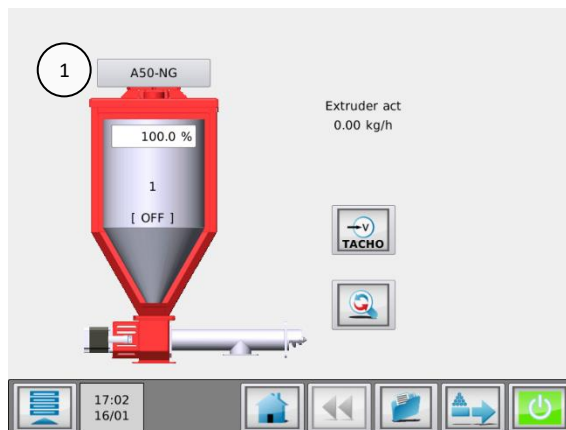 1
A50-NG
Extruder act
0.00 kg/h
100.0 %
1
[ OFF ]
V
TACHO
17:02
16/01